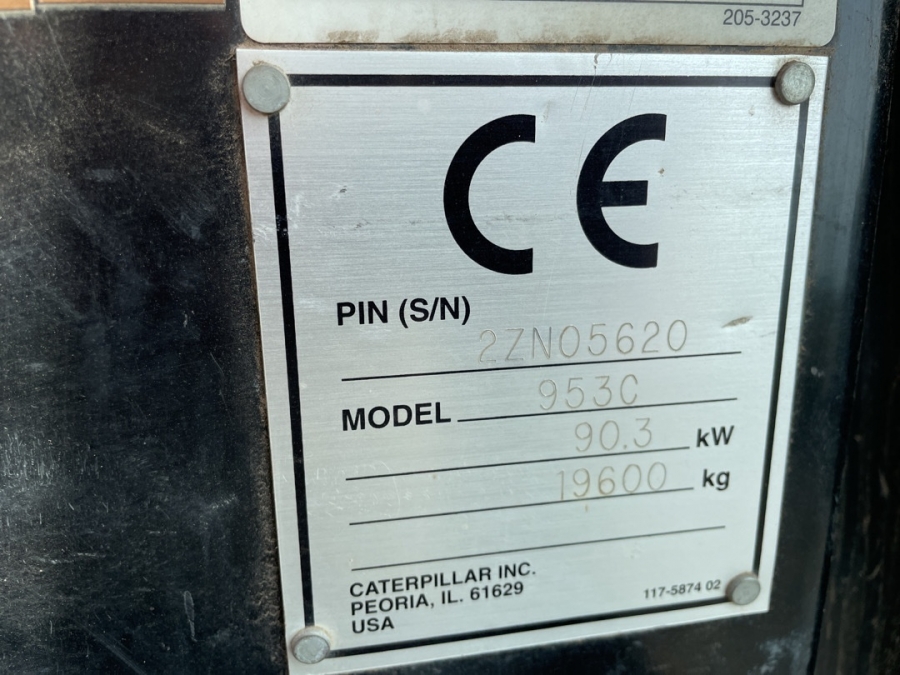 205-3237
CE
PIN (S/N)
2ZN05620
MODEL 953C
90.3 kW
19600 kg
CATERPILLAR INC.
PEORIA, IL. 61629
USA
117-5874 02